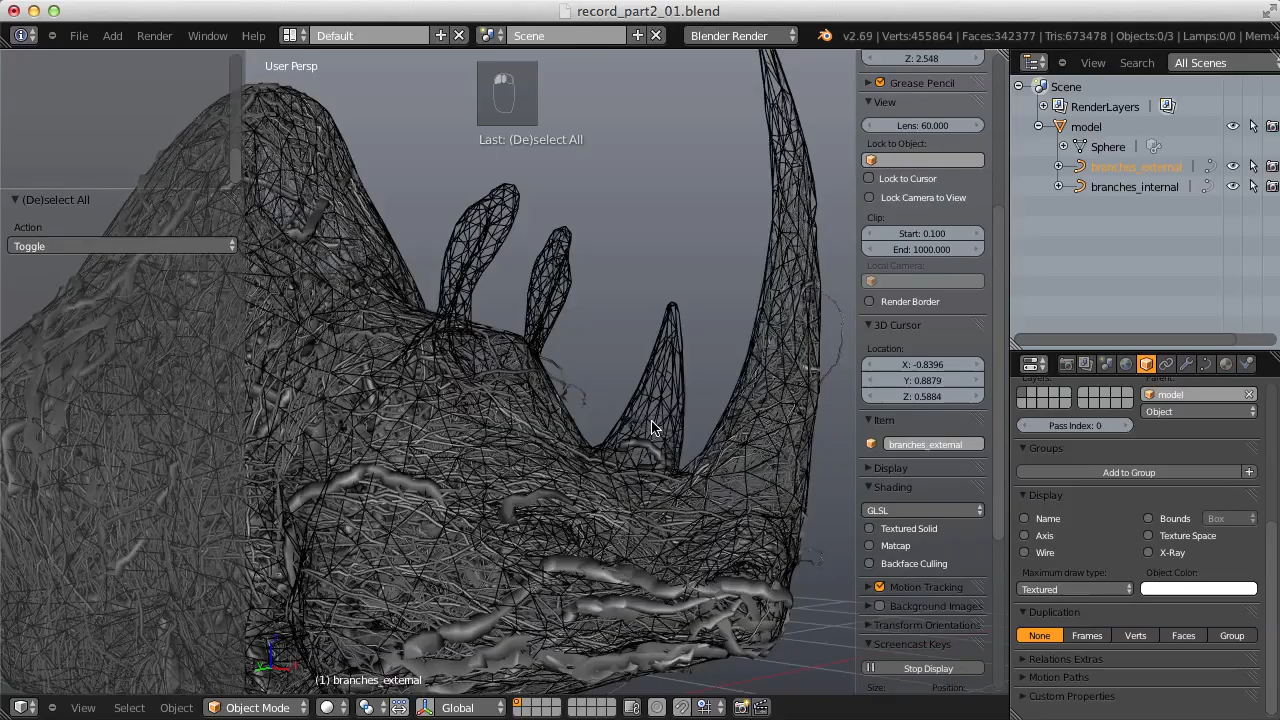 record_part2_01.blend
File Add Render Window Help Default Scene Blender Render v2.69 | Verts:455864 | Faces:342377 | Tris:673478 | Objects:0/3 | Lamps:0/0 | Mem:4
User Persp
Last: (De)select All
(De)select All
Action
Toggle
(1) branches_external
View Select Object Object Mode Global
Z: 2.548
Grease Pencil
View
Lens: 60.000
Lock to Object:
Lock to Cursor
Lock Camera to View
Clip:
Start: 0.100
End: 1000.000
Local Camera:
Render Border
3D Cursor
Location:
X: -0.8396
Y: 0.8879
Z: 0.5884
Item
branches_external
Display
Shading
GLSL
Textured Solid
Matcap
Backface Culling
Motion Tracking
Background Images
Transform Orientations
Screencast Keys
Stop Display
Size: Position:
View Search All Scenes
Scene
RenderLayers |
model
Sphere |
branches_external |
branches_internal |
Layers: Parent:
model
Object
Pass Index: 0
Groups
Add to Group
Display
Name Bounds Box
Axis Texture Space
Wire X-Ray
Maximum draw type: Object Color:
Textured
Duplication
None Frames Verts Faces Group
Relations Extras
Motion Paths
Custom Properties